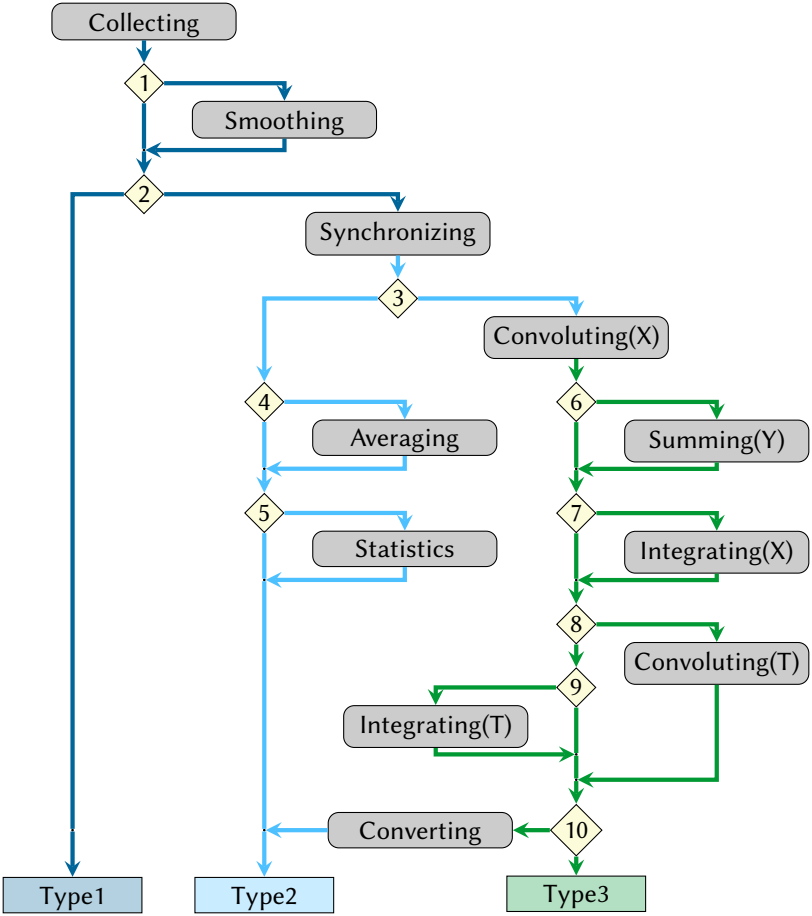 Collecting
1
Smoothing
2
Synchronizing
3
Convoluting(X)
4
6
Averaging
Summing(Y)
5
7
Statistics
Integrating(X)
8
Convoluting(T)
9
Integrating(T)
Converting
10
Type1
Type2
Type3